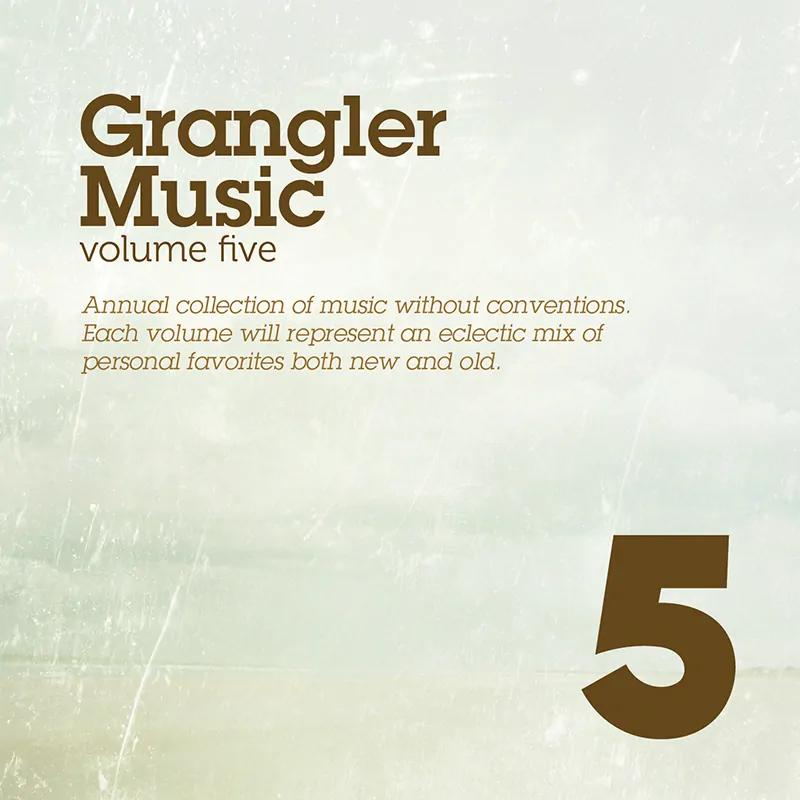 Grangler
Music
volume five
Annual collection of music without conventions.
Each volume will represent an eclectic mix of
personal favorites both new and old.
5